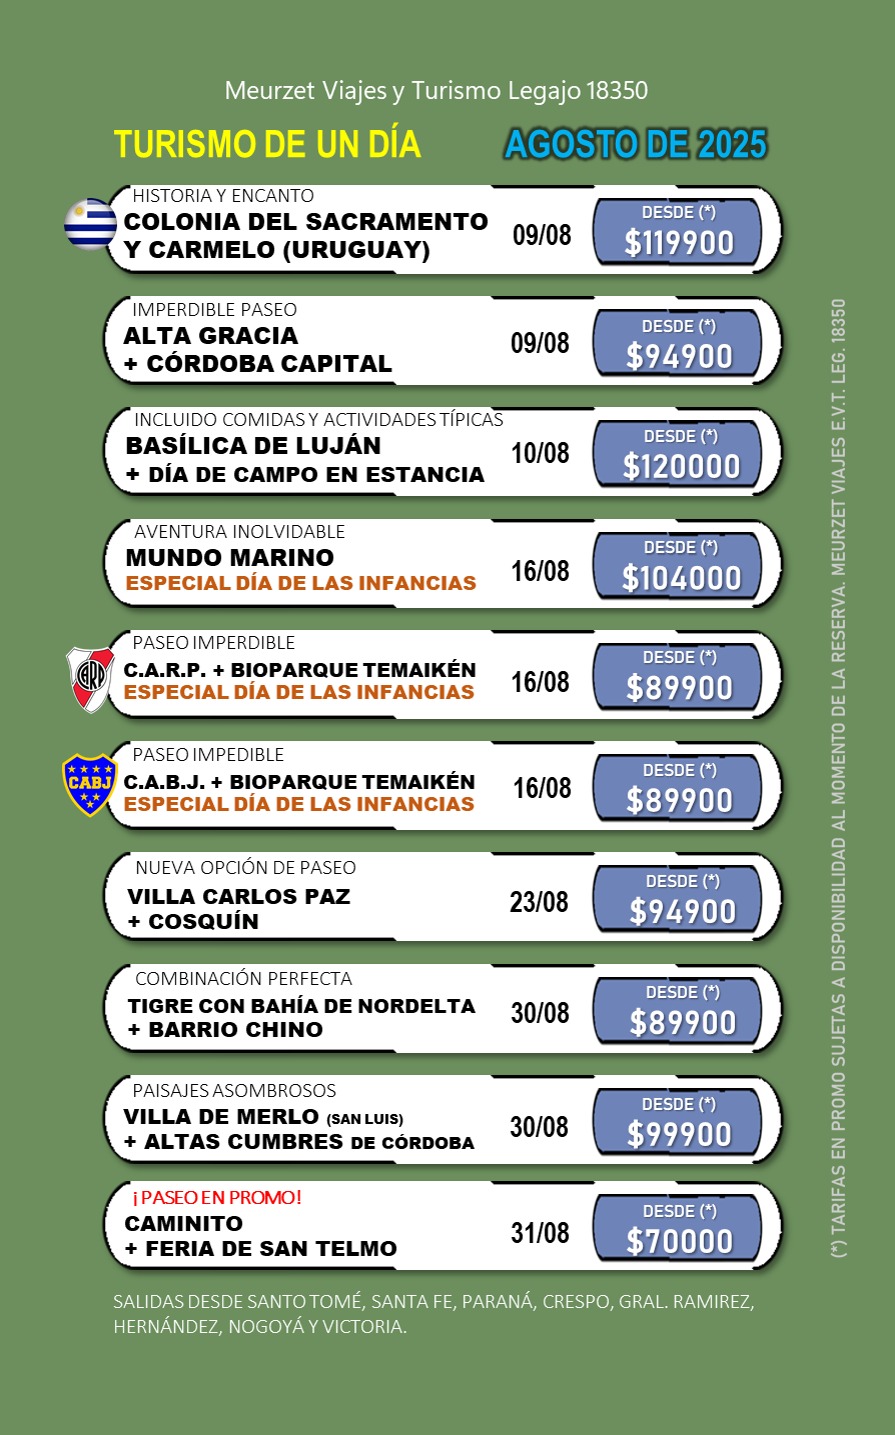 Meurzet Viajes y Turismo Legajo 18350
TURISMO DE UN DÍA
AGOSTO DE 2025
HISTORIA Y ENCANTO
COLONIA DEL SACRAMENTO
Y CARMELO (URUGUAY)
09/08
DESDE (*)
$119900
IMPERDIBLE PASEO
ALTA GRACIA
+ CÓRDOBA CAPITAL
09/08
DESDE (*)
$94900
INCLUIDO COMIDAS Y ACTIVIDADES TÍPICAS
BASÍLICA DE LUJÁN
+ DÍA DE CAMPO EN ESTANCIA
10/08
DESDE (*)
$120000
AVENTURA INOLVIDABLE
MUNDO MARINO
ESPECIAL DÍA DE LAS INFANCIAS
16/08
DESDE (*)
$104000
CARP
PASEO IMPERDIBLE
C.A.R.P. + BIOPARQUE TEMAIKÉN
ESPECIAL DÍA DE LAS INFANCIAS
16/08
DESDE (*)
$89900
CABJ
PASEO IMPEDIBLE
C.A.B.J. + BIOPARQUE TEMAIKÉN
ESPECIAL DÍA DE LAS INFANCIAS
16/08
DESDE (*)
$89900
NUEVA OPCIÓN DE PASEO
VILLA CARLOS PAZ
+ COSQUÍN
23/08
DESDE (*)
$94900
COMBINACIÓN PERFECTA
TIGRE CON BAHÍA DE NORDELTA
+ BARRIO CHINO
30/08
DESDE (*)
$89900
PAISAJES ASOMBROSOS
VILLA DE MERLO (SAN LUIS)
+ ALTAS CUMBRES DE CÓRDOBA
30/08
DESDE (*)
$99900
¡PASEO EN PROMO!
CAMINITO
+ FERIA DE SAN TELMO
31/08
DESDE (*)
$70000
SALIDAS DESDE SANTO TOMÉ, SANTA FE, PARANÁ, CRESPO, GRAL. RAMIREZ,
HERNÁNDEZ, NOGOYÁ Y VICTORIA.
(*) TARIFAS EN PROMO SUJETAS A DISPONIBILIDAD AL MOMENTO DE LA RESERVA. MEURZET VIAJES E.V.T. LEG. 18350